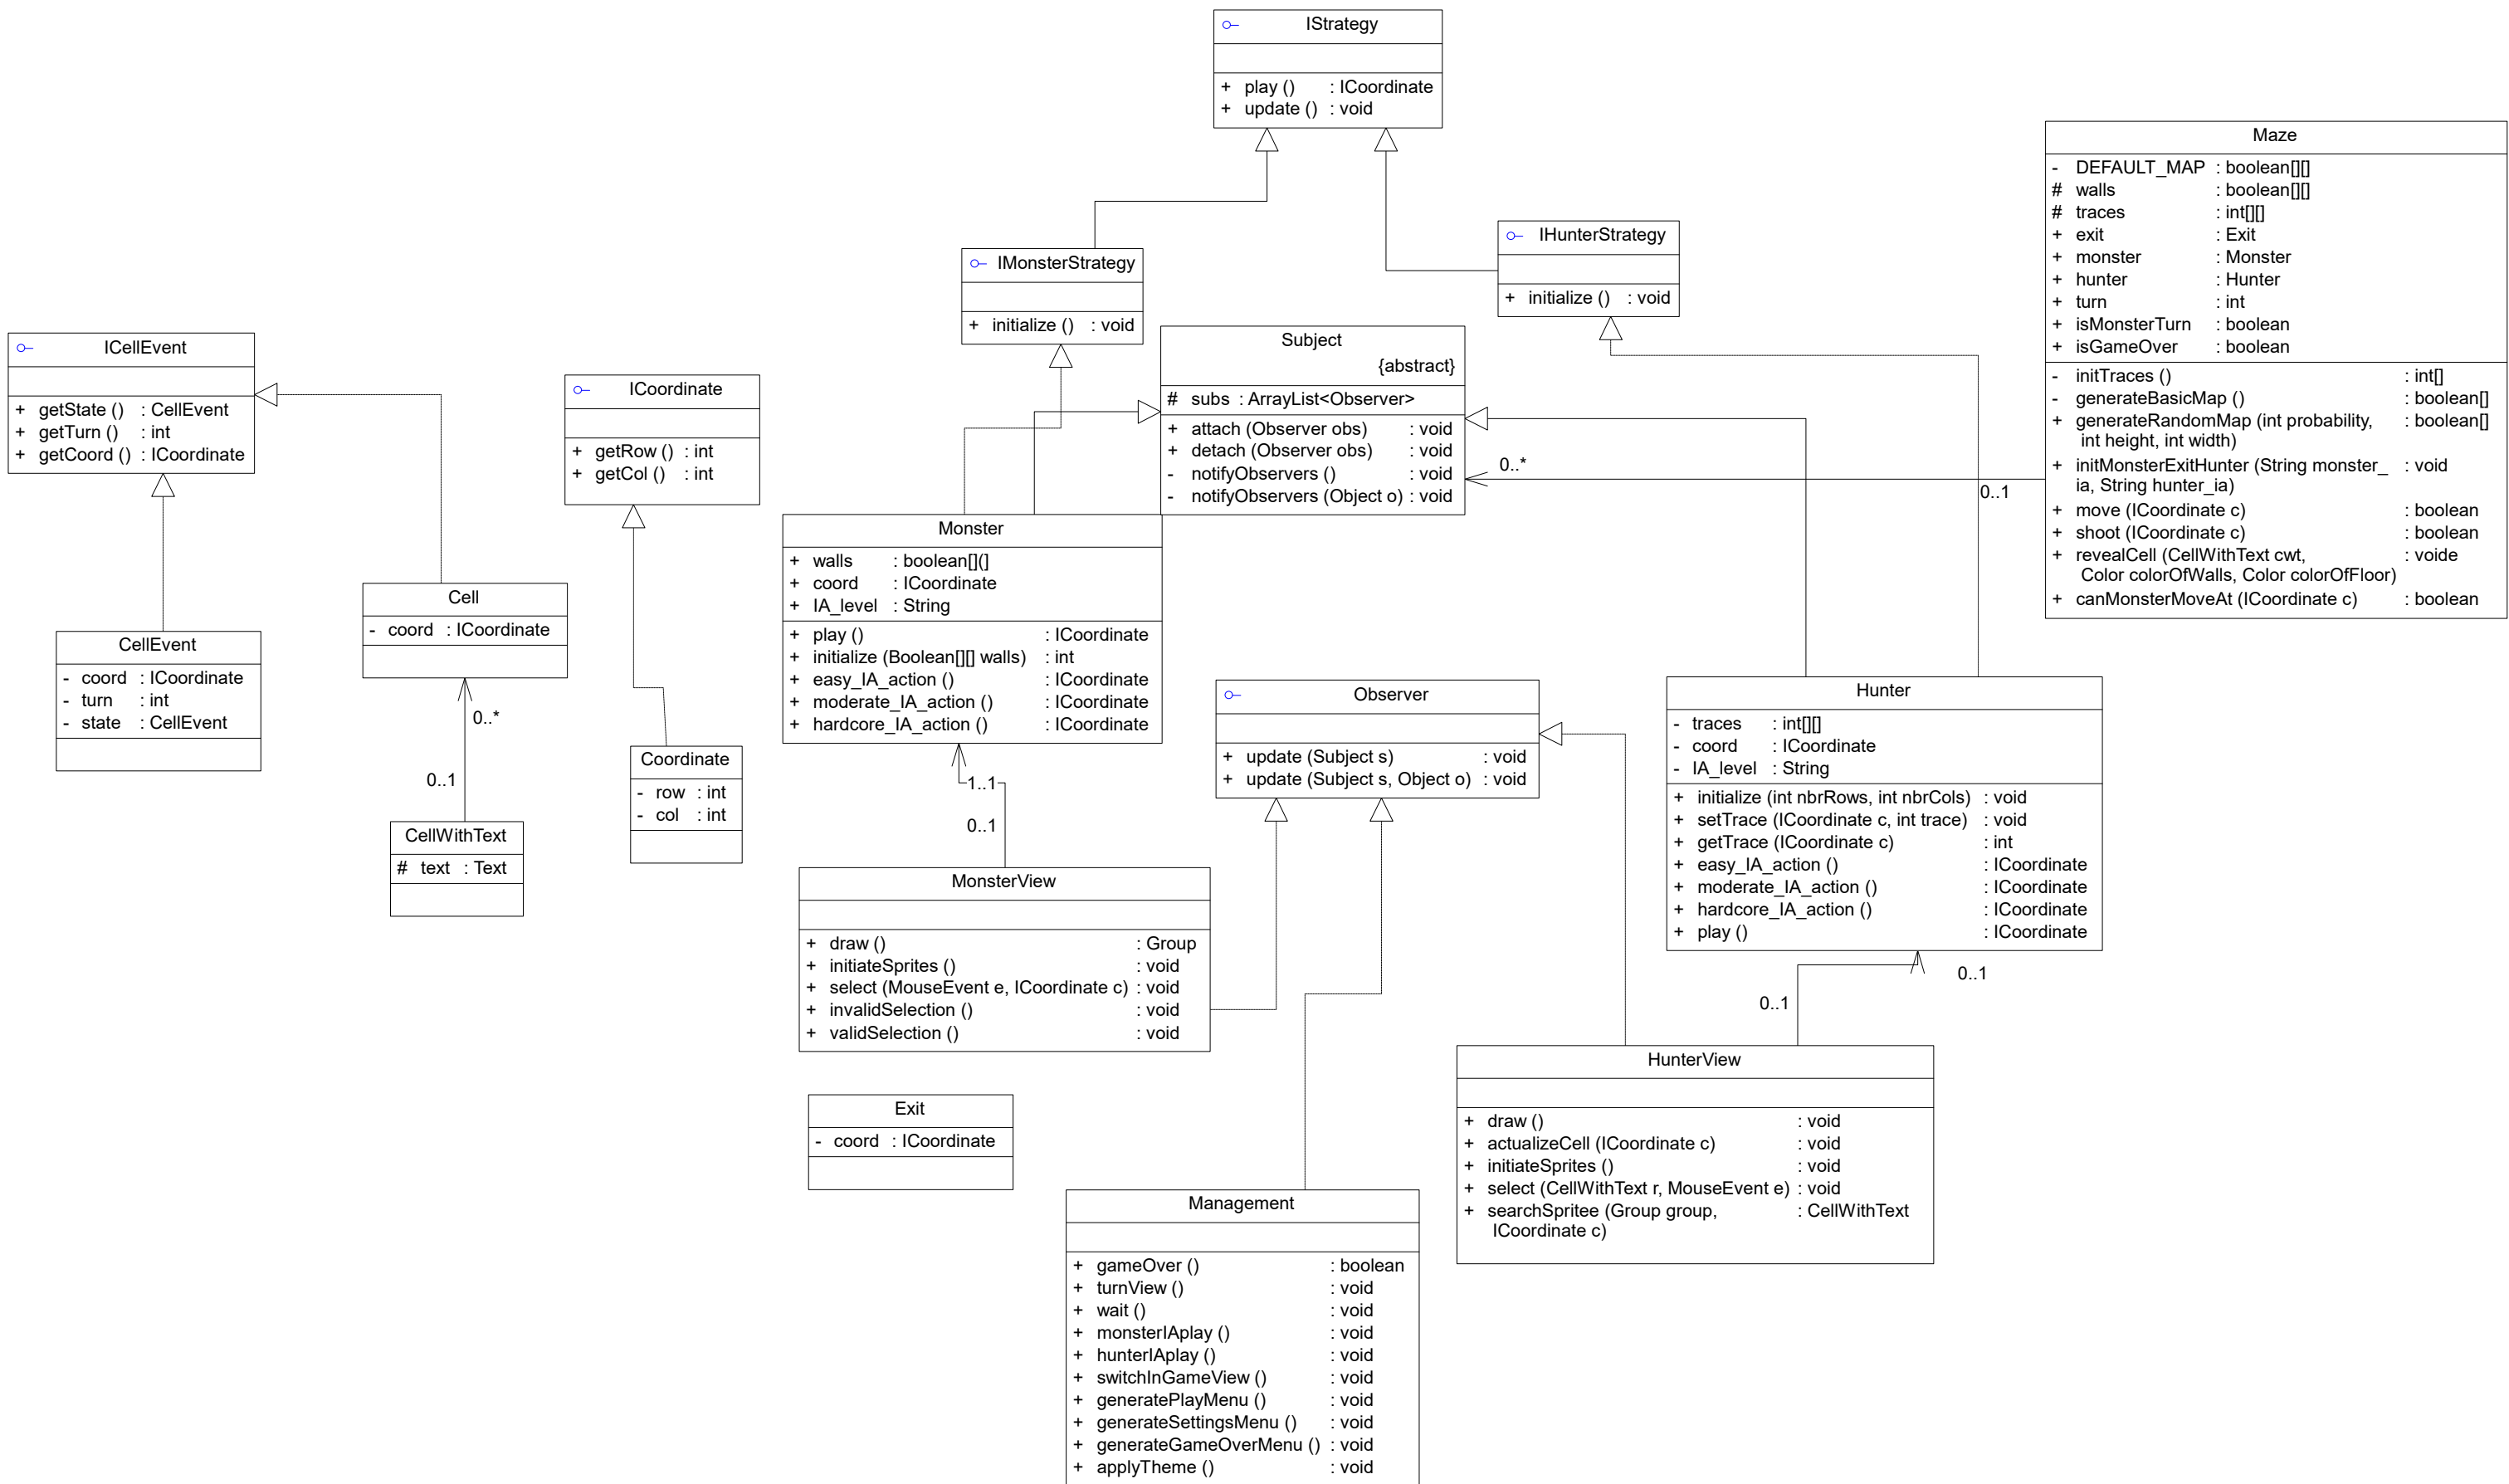 IStrategy
+ play () : ICoordinate
+ update () : void
Maze
- DEFAULT_MAP : boolean[][]
# walls : boolean[][]
# traces : int[][]
+ exit : Exit
+ monster : Monster
+ hunter : Hunter
+ turn : int
+ isMonsterTurn : boolean
+ isGameOver : boolean
- initTraces () : int[]
- generateBasicMap () : boolean[]
+ generateRandomMap (int probability, : boolean[]
int height, int width)
+ initMonsterExitHunter (String monster_ : void
ia, String hunter_ia)
+ move (ICoordinate c) : boolean
+ shoot (ICoordinate c) : boolean
+ revealCell (CellWithText cwt, : voide
Color colorOfWalls, Color colorOfFloor)
+ canMonsterMoveAt (ICoordinate c) : boolean
IMonsterStrategy
+ initialize () : void
IHunterStrategy
+ initialize () : void
ICellEvent
+ getState () : CellEvent
+ getTurn () : int
+ getCoord () : ICoordinate
ICoordinate
+ getRow () : int
+ getCol () : int
Subject
{abstract}
# subs : ArrayList<Observer>
+ attach (Observer obs) : void
+ detach (Observer obs) : void
- notifyObservers () : void
- notifyObservers (Object o) : void
0..*
0..1
Monster
+ walls : boolean[](]
+ coord : ICoordinate
+ IA_level : String
+ play () : ICoordinate
+ initialize (Boolean[][] walls) : int
+ easy_IA_action () : ICoordinate
+ moderate_IA_action () : ICoordinate
+ hardcore_IA_action () : ICoordinate
Cell
- coord : ICoordinate
CellEvent
- coord : ICoordinate
- turn : int
- state : CellEvent
0..*
0..1
CellWithText
# text : Text
Coordinate
- row : int
- col : int
1..1
0..1
Observer
+ update (Subject s) : void
+ update (Subject s, Object o) : void
Hunter
- traces : int[][]
- coord : ICoordinate
- IA_level : String
+ initialize (int nbrRows, int nbrCols) : void
+ setTrace (ICoordinate c, int trace) : void
+ getTrace (ICoordinate c) : int
+ easy_IA_action () : ICoordinate
+ moderate_IA_action () : ICoordinate
+ hardcore_IA_action () : ICoordinate
+ play () : ICoordinate
0..1
0..1
MonsterView
+ draw () : Group
+ initiateSprites () : void
+ select (MouseEvent e, ICoordinate c) : void
+ invalidSelection () : void
+ validSelection () : void
HunterView
+ draw () : void
+ actualizeCell (ICoordinate c) : void
+ initiateSprites () : void
+ select (CellWithText r, MouseEvent e) : void
+ searchSpritee (Group group, : CellWithText
ICoordinate c)
Exit
- coord : ICoordinate
Management
+ gameOver () : boolean
+ turnView () : void
+ wait () : void
+ monsterIAplay () : void
+ hunterIAplay () : void
+ switchInGameView () : void
+ generatePlayMenu () : void
+ generateSettingsMenu () : void
+ generateGameOverMenu () : void
+ applyTheme () : void